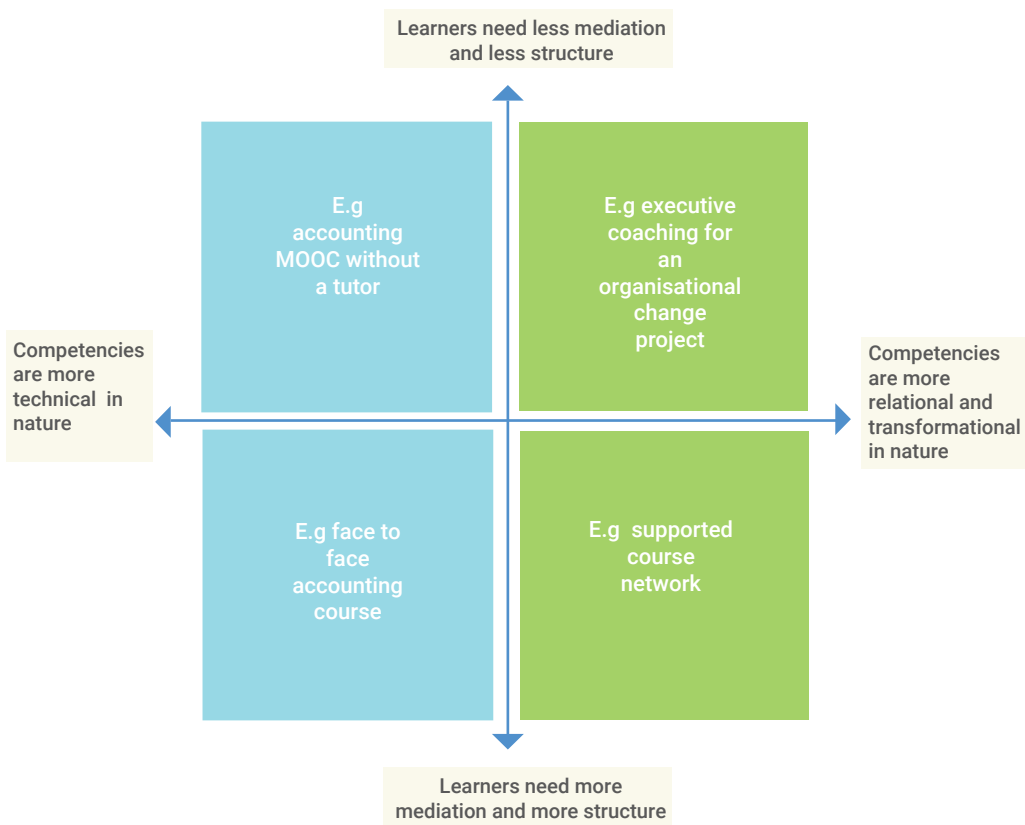 Learners need less mediation
and less structure
E.g
accounting
MOOC without
a tutor
E.g executive
coaching for
an
organisational
change
project
Competencies
are more
technical in
nature
Competencies
are more
relational and
transformational
in nature
E.g face to
face
accounting
course
E.g supported
course
network
Learners need more
mediation and more structure